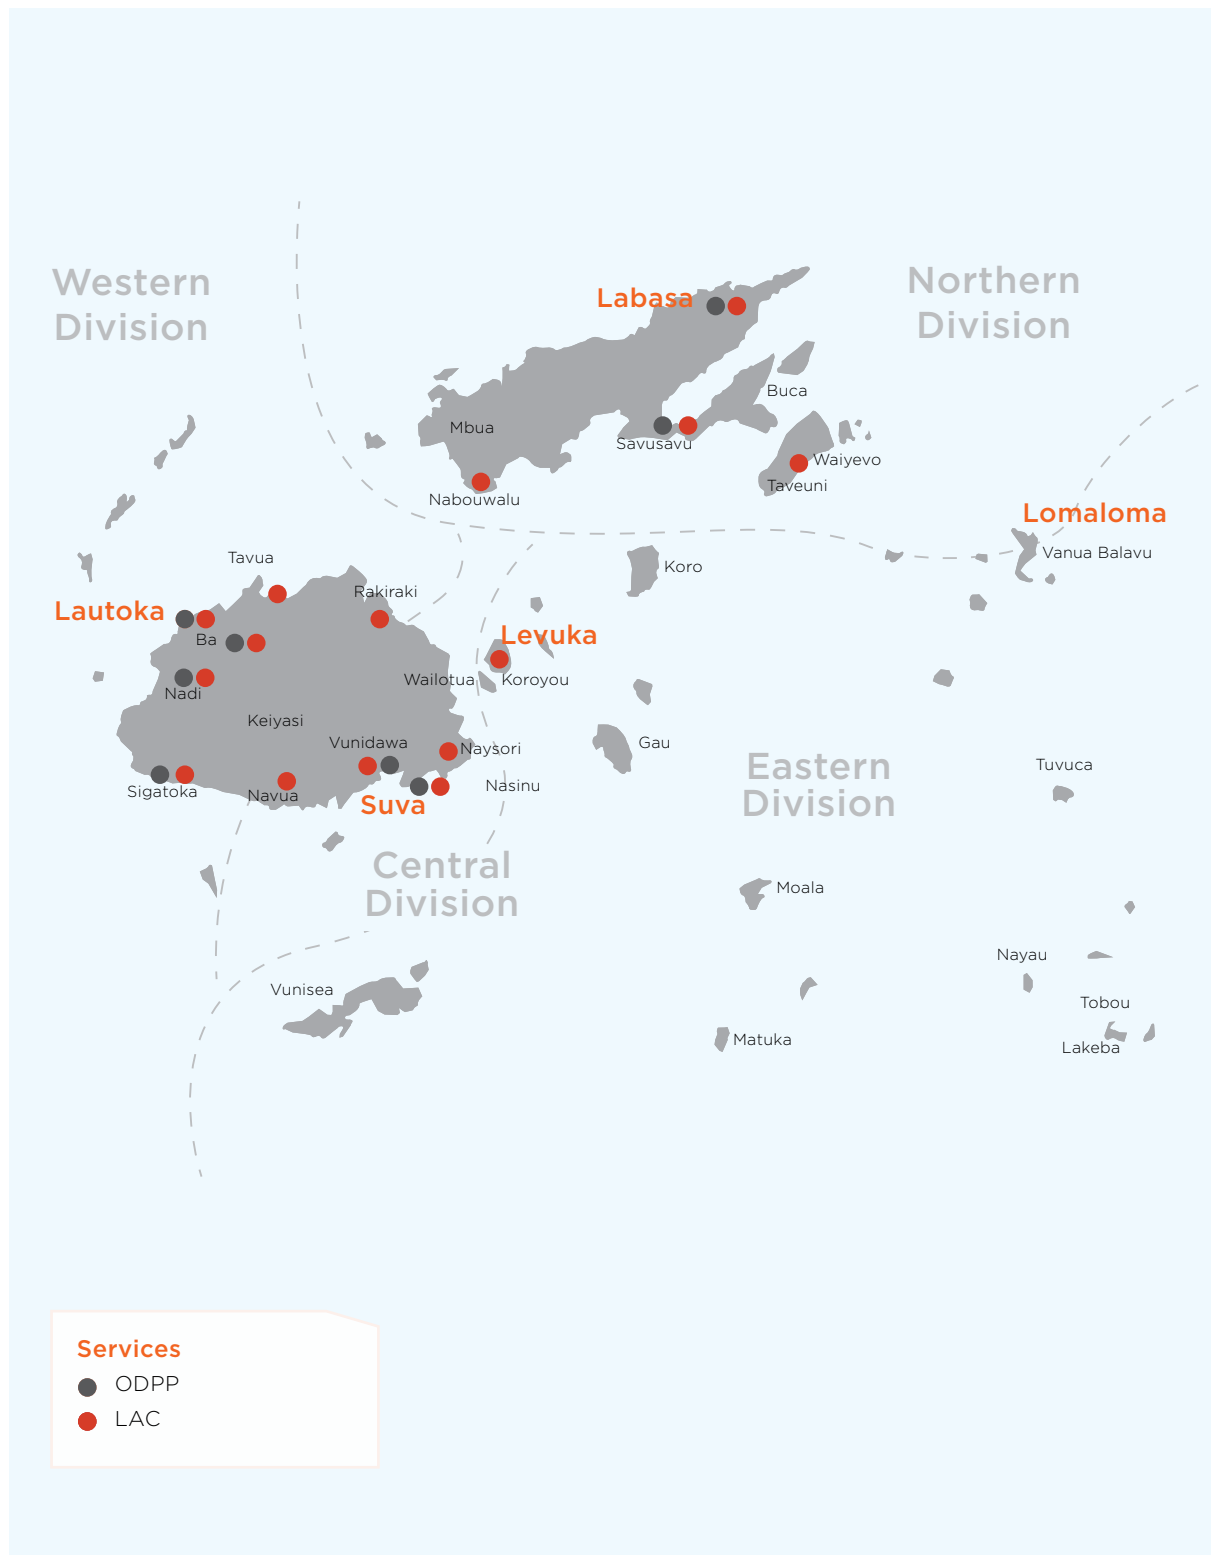 Western
Division
Northern
Division
Labasa
Buca
Mbua
Savusavu
Waiyevo
Taveuni
Nabouwalu
Lomaloma
Vanua Balavu
Tavua
Koro
Rakiraki
Lautoka
Levuka
Ba
Wailotua
Koroyou
Nadi
Keiyasi
Vunidawa
Naysori
Gau
Eastern
Division
Tuvuca
Sigatoka
Navua
Nasinu
Suva
Central
Division
Moala
Nayau
Vunisea
Tobou
Matuka
Lakeba
Services
ODPP
LAC